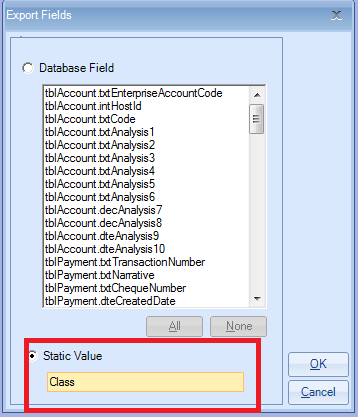 Export Fields
Database Field
tblAccount.txtEnterpriseAccountCode
tblAccount.intHostId
tblAccount.txtCode
tblAccount.txtAnalysis1
tblAccount.txtAnalysis2
tblAccount.txtAnalysis3
tblAccount.txtAnalysis4
tblAccount.txtAnalysis5
tblAccount.txtAnalysis6
tblAccount.decAnalysis7
tblAccount.decAnalysis8
tblAccount.dteAnalysis9
tblAccount.dteAnalysis10
tblPayment.txtTransactionNumber
tblPayment.txtNarrative
tblPayment.txtChequeNumber
tblPayment.dteCreatedDate
All None
Static Value
Class
OK
Cancel